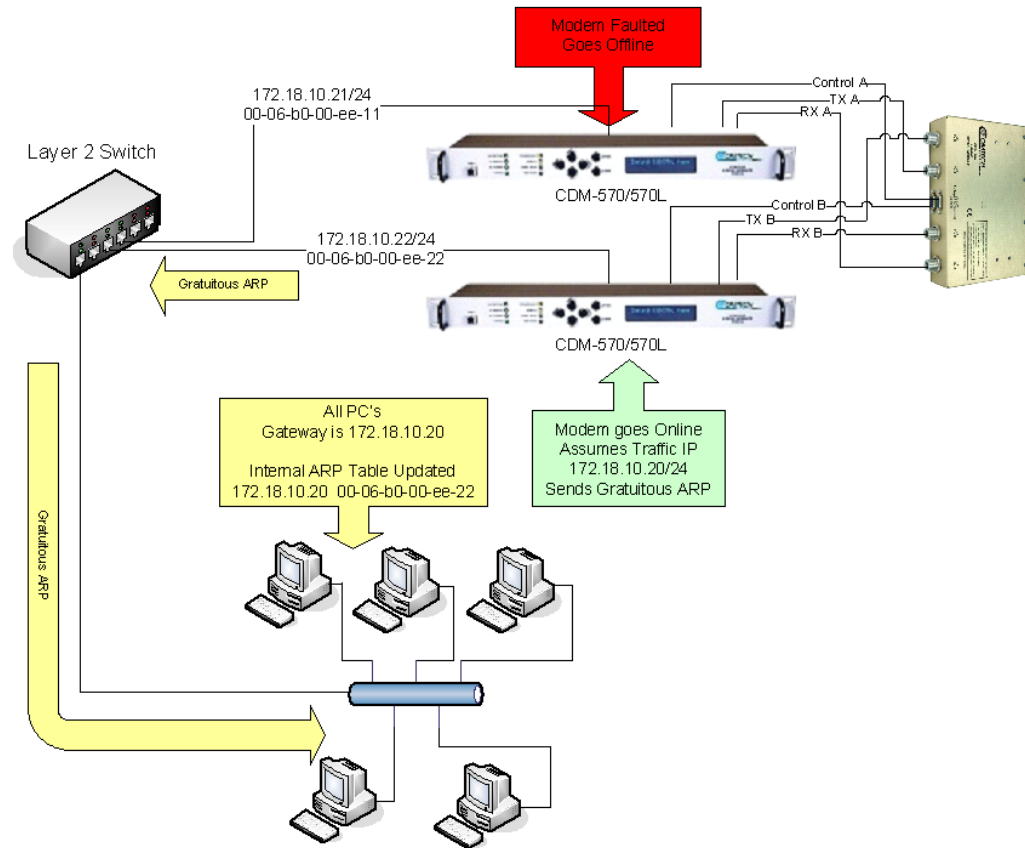 Modem Faulted
Goes Offline
Control A
TX A
RX A
172.18.10.21/24
00-06-b0-00-ee-11
Layer 2 Switch
CDM-570/570L
Control B
TX B
RX B
172.18.10.22/24
00-06-b0-00-ee-22
Gratuitous ARP
CDM-570/570L
All PC's
Gateway is 172.18.10.20
Internal ARP Table Updated
172.18.10.20 00-06-b0-00-ee-22
Modem goes Online
Assumes Traffic IP
172.18.10.20/24
Sends Gratuitous ARP
Gratuitous ARP